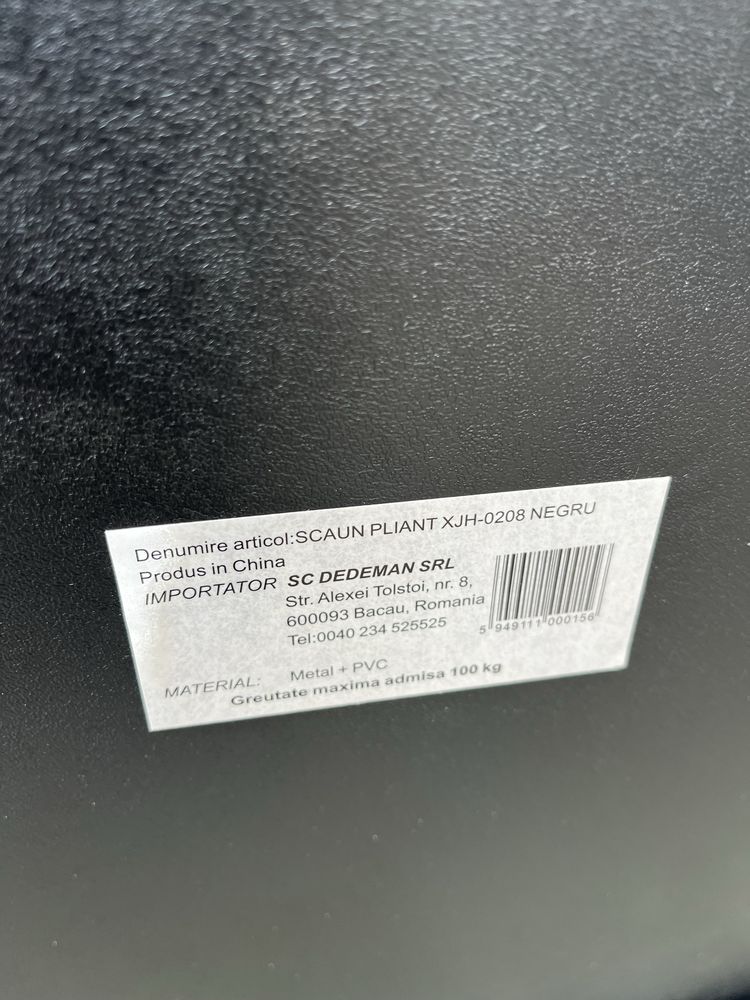 Denumire articol:SCAUN PLIANT XJH-0208 NEGRU
Produs in China
IMPORTATOR SC DEDEMAN SRL
Str. Alexei Tolstoi, nr. 8,
600093 Bacau, Romania
Tel:0040 234 525525
5 949111 000156
MATERIAL: Metal + PVC
Greutate maxima admisa 100 kg